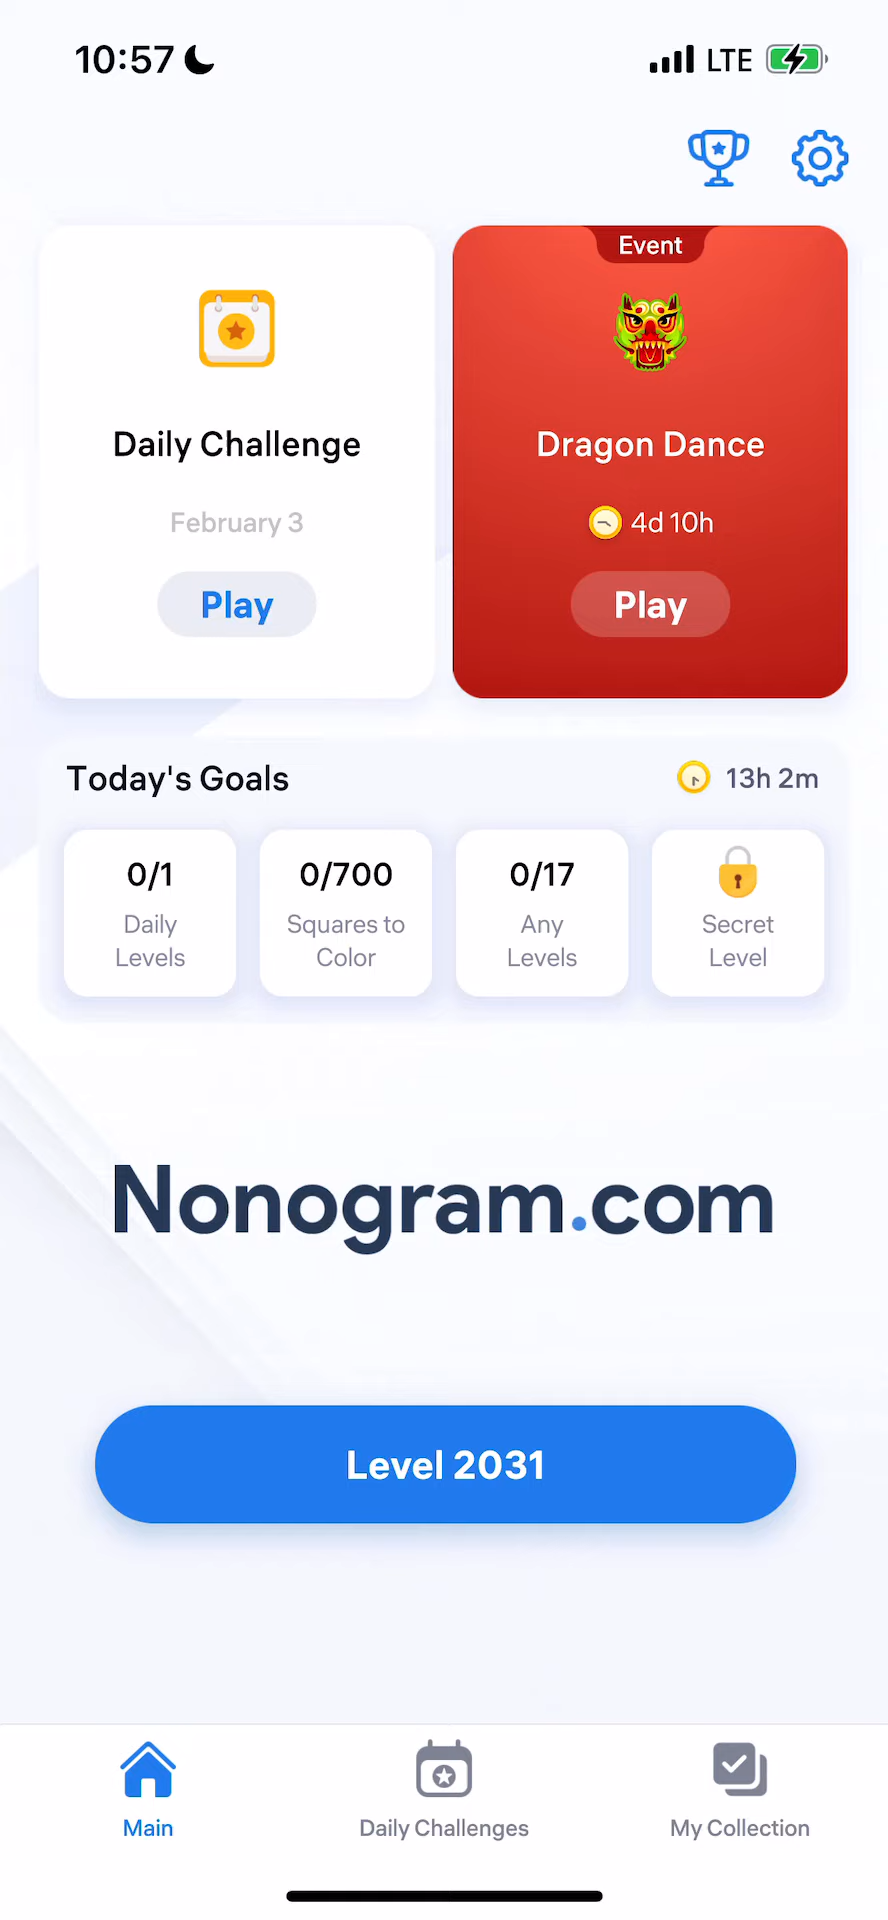 10:57
LTE
Event
Daily Challenge
February 3
Play
Dragon Dance
4d 10h
Play
Today's Goals
13h 2m
0/1
Daily
Levels
0/700
Squares to
Color
0/17
Any
Levels
Secret
Level
Nonogram.com
Level 2031
Main
Daily Challenges
My Collection